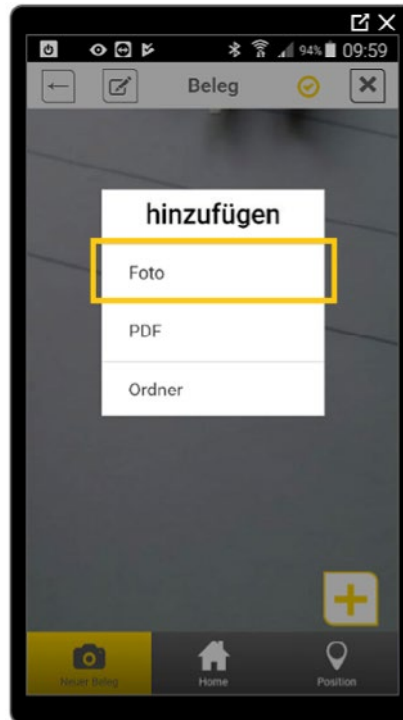 94% 09:59
Beleg
hinzufügen
Foto
PDF
Ordner
Neuer Beleg Home Position